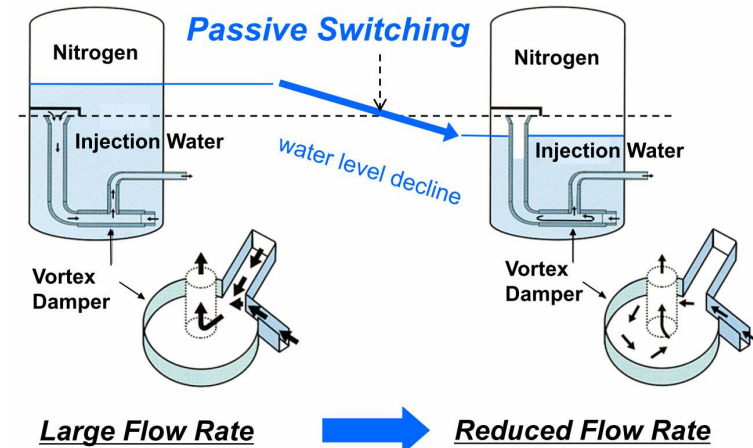 Passive Switching
Nitrogen
Injection Water
water level decline
Nitrogen
Injection Water
Vortex
Damper
Vortex
Damper
Large Flow Rate
Reduced Flow Rate